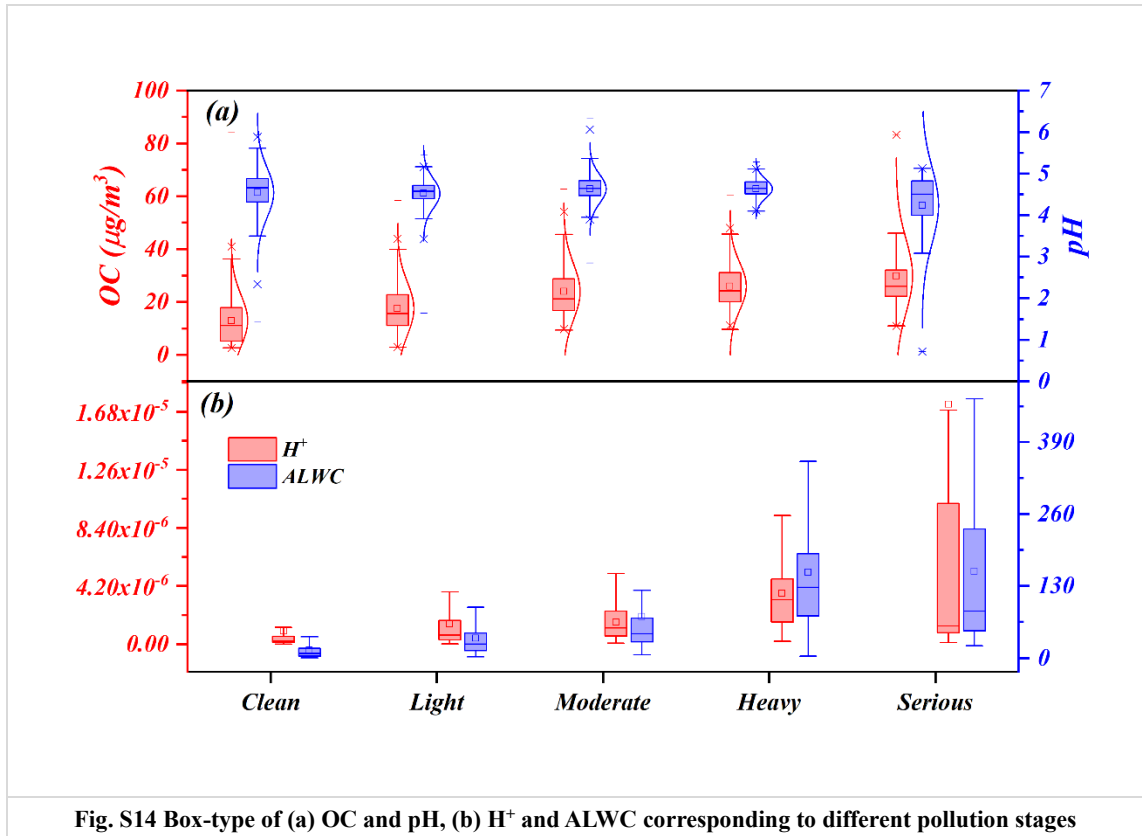 (a)
OC (μg/m³)
100
80
60
40
20
0
pH
7
6
5
4
3
2
1
0
(b)
H⁺
ALWC
1.68x10⁻⁵
1.26x10⁻⁵
8.40x10⁻⁶
4.20x10⁻⁶
0.00
390
260
130
0
Clean Light Moderate Heavy Serious
Fig. S14 Box-type of (a) OC and pH, (b) H⁺ and ALWC corresponding to different pollution stages